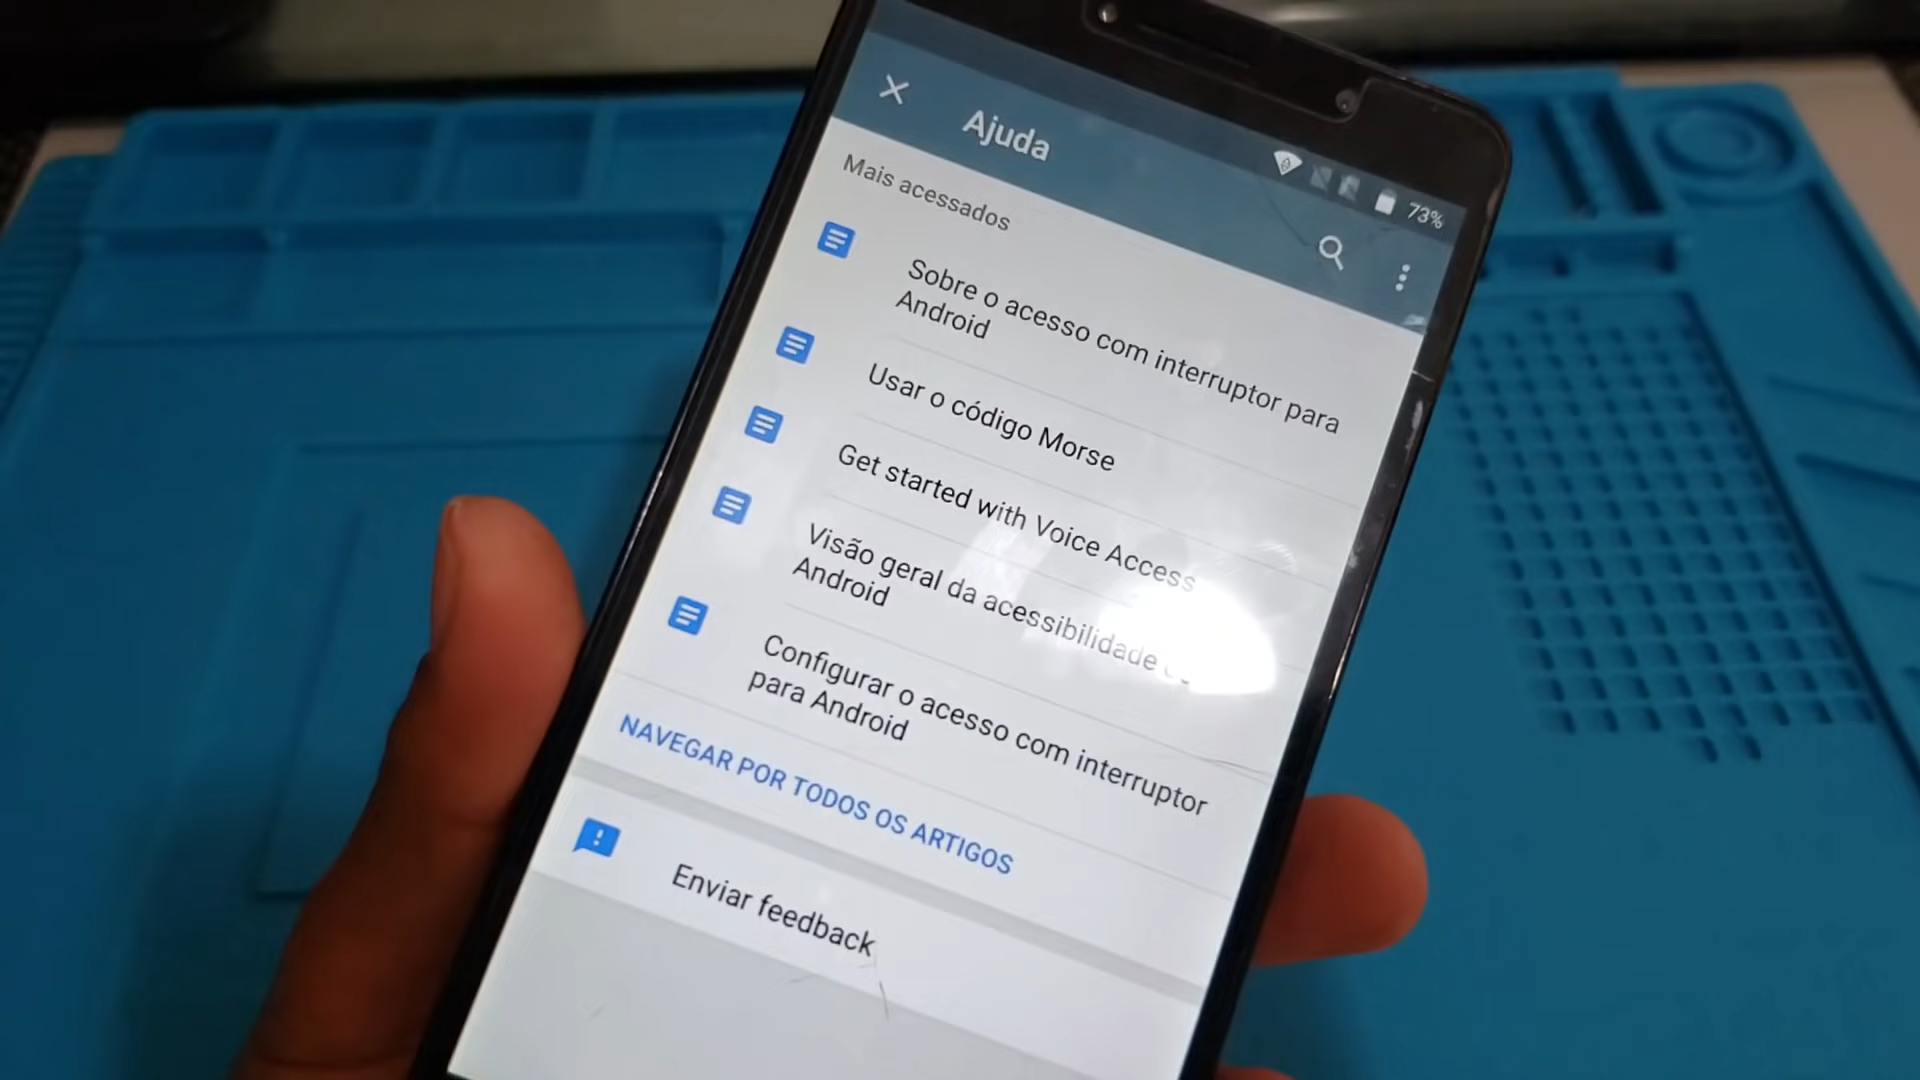 73%
Ajuda
Mais acessados
Sobre o acesso com interruptor para
Android
Usar o código Morse
Get started with Voice Access
Visão geral da acessibilidade
Android
Configurar o acesso com interruptor
para Android
NAVEGAR POR TODOS OS ARTIGOS
Enviar feedback